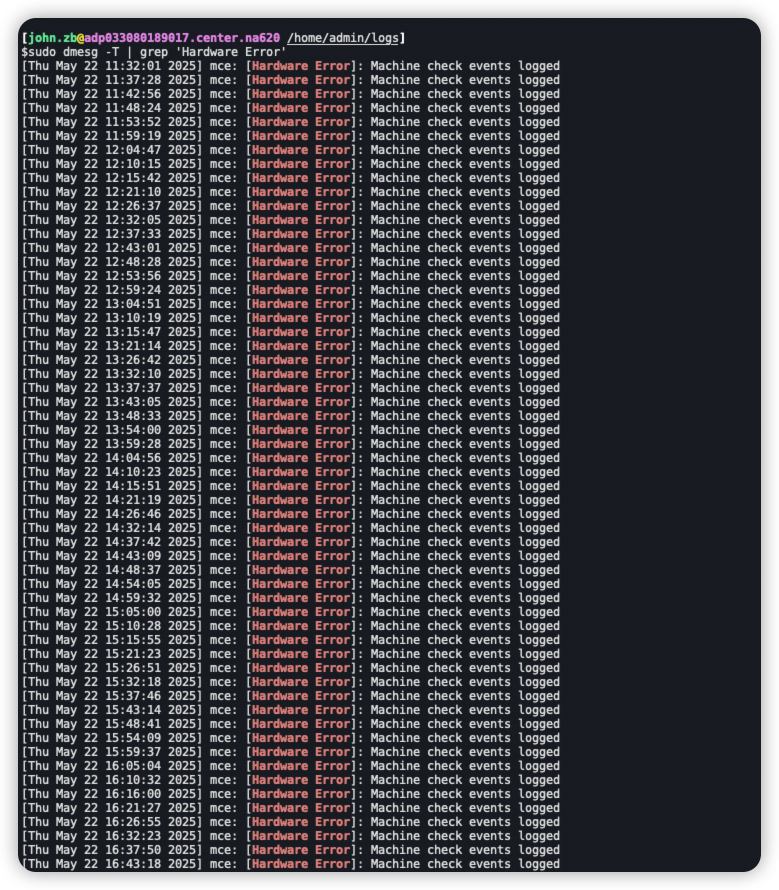 [john.zb@adp033080189017.center.na620 /home/admin/logs]
$sudo dmesg -T | grep 'Hardware Error'
[Thu May 22 11:32:01 2025] mce: [Hardware Error]: Machine check events logged
[Thu May 22 11:37:28 2025] mce: [Hardware Error]: Machine check events logged
[Thu May 22 11:42:56 2025] mce: [Hardware Error]: Machine check events logged
[Thu May 22 11:48:24 2025] mce: [Hardware Error]: Machine check events logged
[Thu May 22 11:53:52 2025] mce: [Hardware Error]: Machine check events logged
[Thu May 22 11:59:19 2025] mce: [Hardware Error]: Machine check events logged
[Thu May 22 12:04:47 2025] mce: [Hardware Error]: Machine check events logged
[Thu May 22 12:10:15 2025] mce: [Hardware Error]: Machine check events logged
[Thu May 22 12:15:42 2025] mce: [Hardware Error]: Machine check events logged
[Thu May 22 12:21:10 2025] mce: [Hardware Error]: Machine check events logged
[Thu May 22 12:26:37 2025] mce: [Hardware Error]: Machine check events logged
[Thu May 22 12:32:05 2025] mce: [Hardware Error]: Machine check events logged
[Thu May 22 12:37:33 2025] mce: [Hardware Error]: Machine check events logged
[Thu May 22 12:43:01 2025] mce: [Hardware Error]: Machine check events logged
[Thu May 22 12:48:28 2025] mce: [Hardware Error]: Machine check events logged
[Thu May 22 12:53:56 2025] mce: [Hardware Error]: Machine check events logged
[Thu May 22 12:59:24 2025] mce: [Hardware Error]: Machine check events logged
[Thu May 22 13:04:51 2025] mce: [Hardware Error]: Machine check events logged
[Thu May 22 13:10:19 2025] mce: [Hardware Error]: Machine check events logged
[Thu May 22 13:15:47 2025] mce: [Hardware Error]: Machine check events logged
[Thu May 22 13:21:14 2025] mce: [Hardware Error]: Machine check events logged
[Thu May 22 13:26:42 2025] mce: [Hardware Error]: Machine check events logged
[Thu May 22 13:32:10 2025] mce: [Hardware Error]: Machine check events logged
[Thu May 22 13:37:37 2025] mce: [Hardware Error]: Machine check events logged
[Thu May 22 13:43:05 2025] mce: [Hardware Error]: Machine check events logged
[Thu May 22 13:48:33 2025] mce: [Hardware Error]: Machine check events logged
[Thu May 22 13:54:00 2025] mce: [Hardware Error]: Machine check events logged
[Thu May 22 13:59:28 2025] mce: [Hardware Error]: Machine check events logged
[Thu May 22 14:04:56 2025] mce: [Hardware Error]: Machine check events logged
[Thu May 22 14:10:23 2025] mce: [Hardware Error]: Machine check events logged
[Thu May 22 14:15:51 2025] mce: [Hardware Error]: Machine check events logged
[Thu May 22 14:21:19 2025] mce: [Hardware Error]: Machine check events logged
[Thu May 22 14:26:46 2025] mce: [Hardware Error]: Machine check events logged
[Thu May 22 14:32:14 2025] mce: [Hardware Error]: Machine check events logged
[Thu May 22 14:37:42 2025] mce: [Hardware Error]: Machine check events logged
[Thu May 22 14:43:09 2025] mce: [Hardware Error]: Machine check events logged
[Thu May 22 14:48:37 2025] mce: [Hardware Error]: Machine check events logged
[Thu May 22 14:54:05 2025] mce: [Hardware Error]: Machine check events logged
[Thu May 22 14:59:32 2025] mce: [Hardware Error]: Machine check events logged
[Thu May 22 15:05:00 2025] mce: [Hardware Error]: Machine check events logged
[Thu May 22 15:10:28 2025] mce: [Hardware Error]: Machine check events logged
[Thu May 22 15:15:55 2025] mce: [Hardware Error]: Machine check events logged
[Thu May 22 15:21:23 2025] mce: [Hardware Error]: Machine check events logged
[Thu May 22 15:26:51 2025] mce: [Hardware Error]: Machine check events logged
[Thu May 22 15:32:18 2025] mce: [Hardware Error]: Machine check events logged
[Thu May 22 15:37:46 2025] mce: [Hardware Error]: Machine check events logged
[Thu May 22 15:43:14 2025] mce: [Hardware Error]: Machine check events logged
[Thu May 22 15:48:41 2025] mce: [Hardware Error]: Machine check events logged
[Thu May 22 15:54:09 2025] mce: [Hardware Error]: Machine check events logged
[Thu May 22 15:59:37 2025] mce: [Hardware Error]: Machine check events logged
[Thu May 22 16:05:04 2025] mce: [Hardware Error]: Machine check events logged
[Thu May 22 16:10:32 2025] mce: [Hardware Error]: Machine check events logged
[Thu May 22 16:16:00 2025] mce: [Hardware Error]: Machine check events logged
[Thu May 22 16:21:27 2025] mce: [Hardware Error]: Machine check events logged
[Thu May 22 16:26:55 2025] mce: [Hardware Error]: Machine check events logged
[Thu May 22 16:32:23 2025] mce: [Hardware Error]: Machine check events logged
[Thu May 22 16:37:50 2025] mce: [Hardware Error]: Machine check events logged
[Thu May 22 16:43:18 2025] mce: [Hardware Error]: Machine check events logged